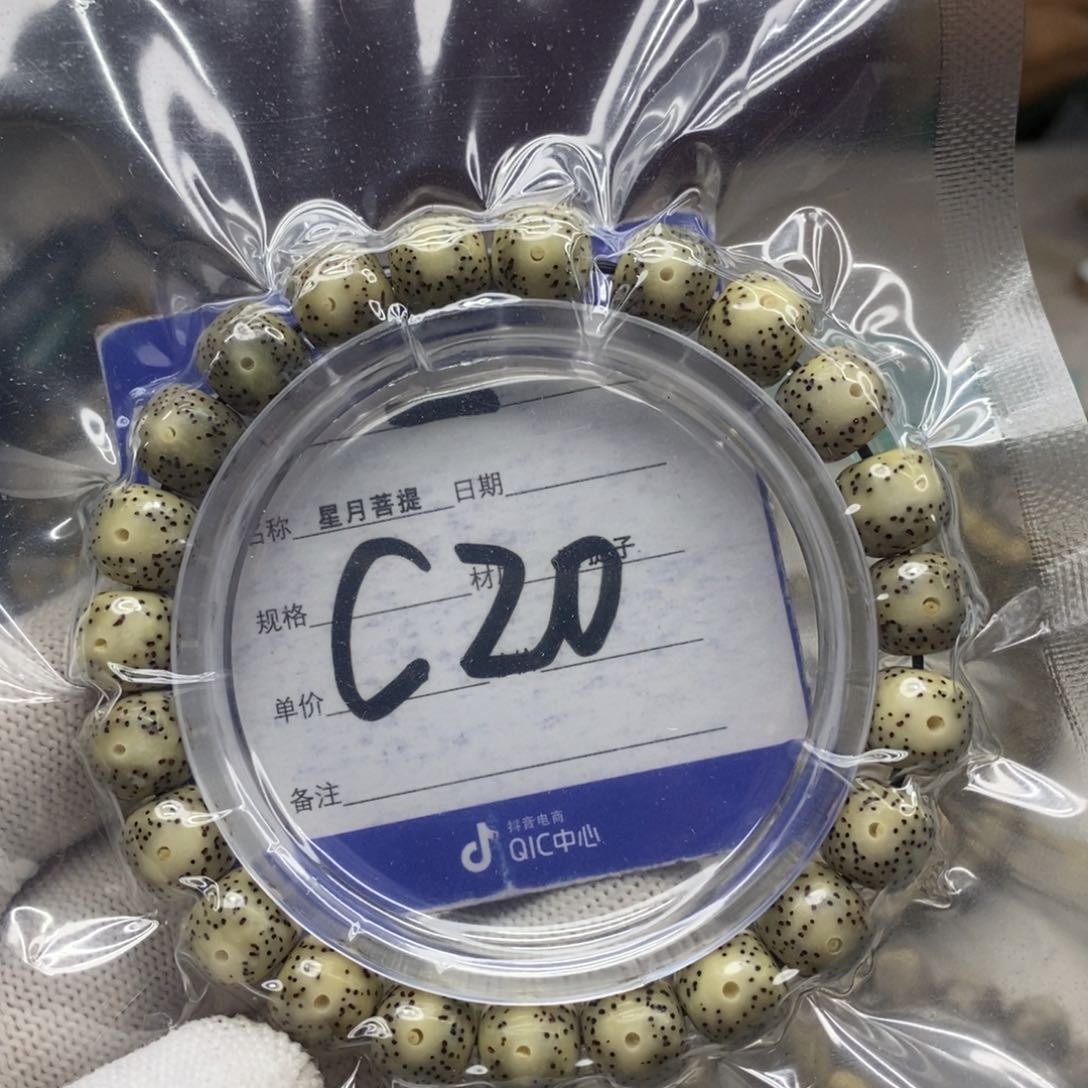 名称 星月菩提 日期
C20
规格 材
子
单价
备注
抖音电商
QIC中心